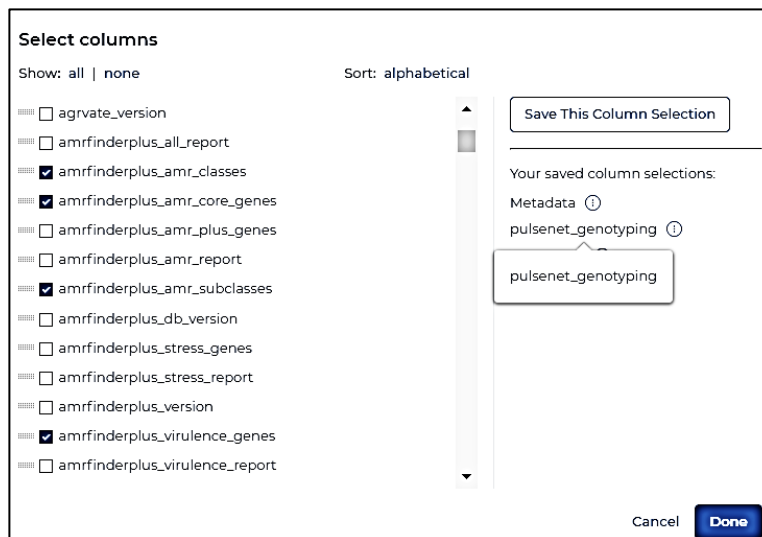 Select columns
Show: all | none
Sort: alphabetical
agrvate_version
amrfinderplus_all_report
amrfinderplus_amr_classes
amrfinderplus_amr_core_genes
amrfinderplus_amr_plus_genes
amrfinderplus_amr_report
amrfinderplus_amr_subclasses
amrfinderplus_db_version
amrfinderplus_stress_genes
amrfinderplus_stress_report
amrfinderplus_version
amrfinderplus_virulence_genes
amrfinderplus_virulence_report
Save This Column Selection
Your saved column selections:
Metadata
pulsenet_genotyping
pulsenet_genotyping
Cancel
Done